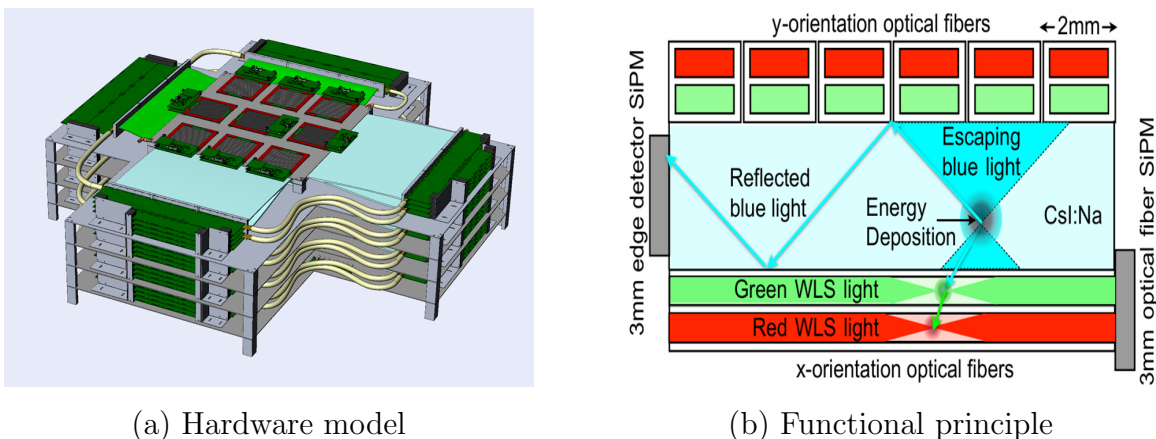 y-orientation optical fibers
2mm
3mm edge detector SiPM
Escaping
blue light
Reflected
blue light
Energy
Deposition
CsI:Na
3mm optical fiber SiPM
Green WLS light
Red WLS light
x-orientation optical fibers
(a) Hardware model
(b) Functional principle